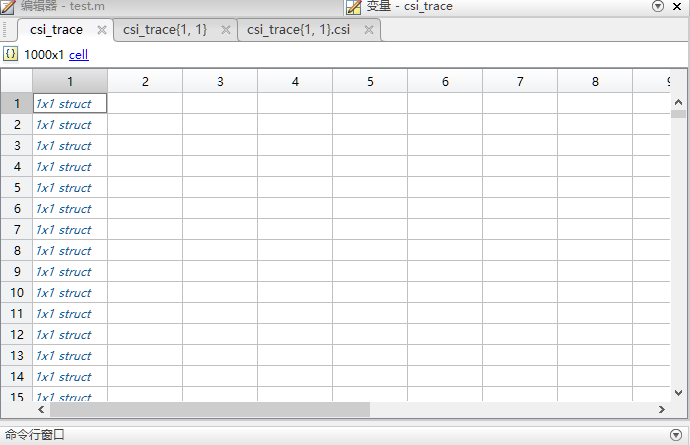 编辑器 - test.m 变量 - csi_trace
csi_trace csi_trace{1, 1} csi_trace{1, 1}.csi
{} 1000x1 cell
1 2 3 4 5 6 7 8
1 1x1 struct
2 1x1 struct
3 1x1 struct
4 1x1 struct
5 1x1 struct
6 1x1 struct
7 1x1 struct
8 1x1 struct
9 1x1 struct
10 1x1 struct
11 1x1 struct
12 1x1 struct
13 1x1 struct
14 1x1 struct
15 1x1 struct
命令行窗口